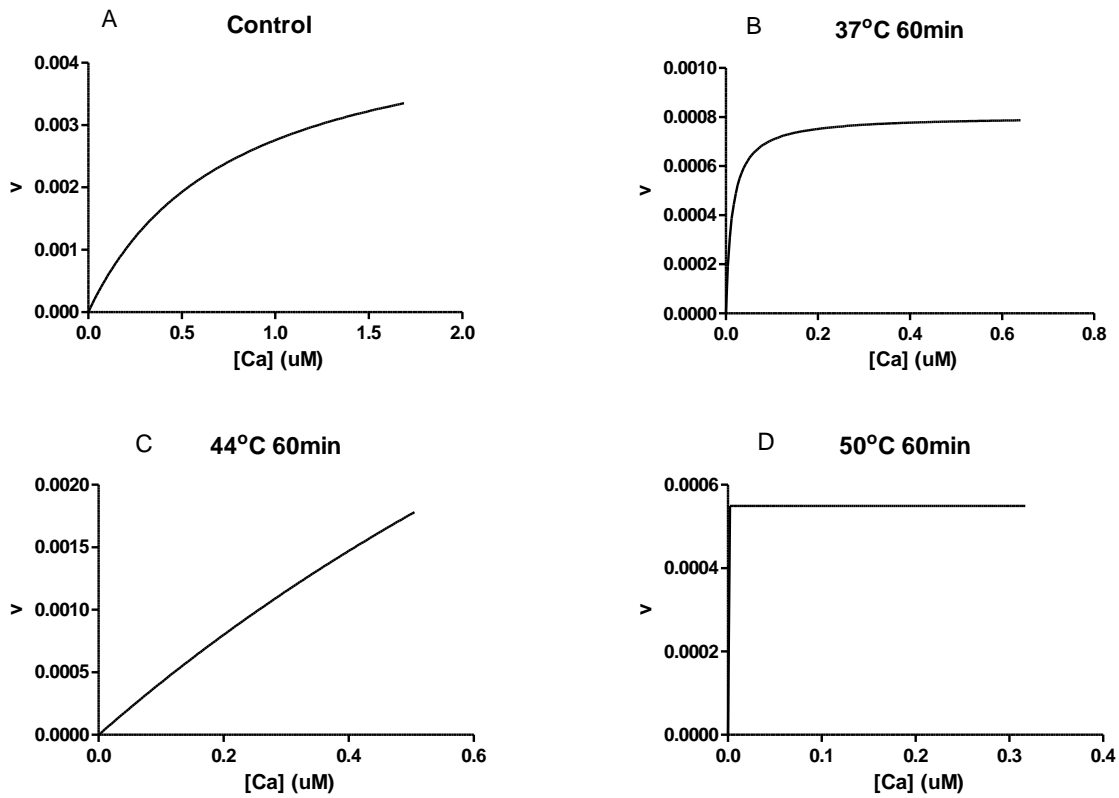 A
Control
0.004
0.003
0.002
0.001
0.000
v
0.0 0.5 1.0 1.5 2.0
[Ca] (uM)
B
37°C 60min
0.0010
0.0008
0.0006
0.0004
0.0002
0.0000
v
0.0 0.2 0.4 0.6 0.8
[Ca] (uM)
C
44°C 60min
0.0020
0.0015
0.0010
0.0005
0.0000
v
0.0 0.2 0.4 0.6
[Ca] (uM)
D
50°C 60min
0.0006
0.0004
0.0002
0.0000
v
0.0 0.1 0.2 0.3 0.4
[Ca] (uM)